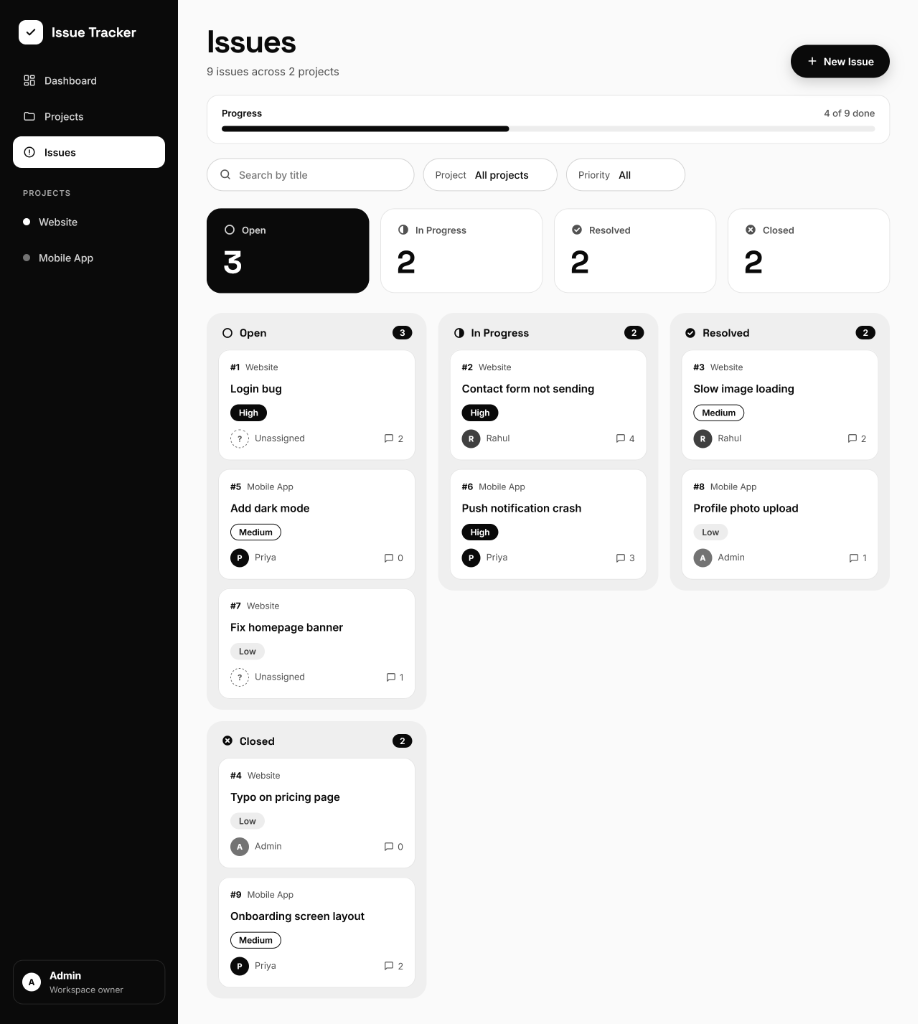 Issue Tracker
Dashboard
Projects
Issues
PROJECTS
Website
Mobile App
A
Admin
Workspace owner
Issues
9 issues across 2 projects
+ New Issue
Progress
4 of 9 done
Search by title
Project All projects
Priority All
Open
3
In Progress
2
Resolved
2
Closed
2
Open 3
#1 Website
Login bug
High
? Unassigned 2
#5 Mobile App
Add dark mode
Medium
P Priya 0
#7 Website
Fix homepage banner
Low
? Unassigned 1
In Progress 2
#2 Website
Contact form not sending
High
R Rahul 4
#6 Mobile App
Push notification crash
High
P Priya 3
Resolved 2
#3 Website
Slow image loading
Medium
R Rahul 2
#8 Mobile App
Profile photo upload
Low
A Admin 1
Closed 2
#4 Website
Typo on pricing page
Low
A Admin 0
#9 Mobile App
Onboarding screen layout
Medium
P Priya 2